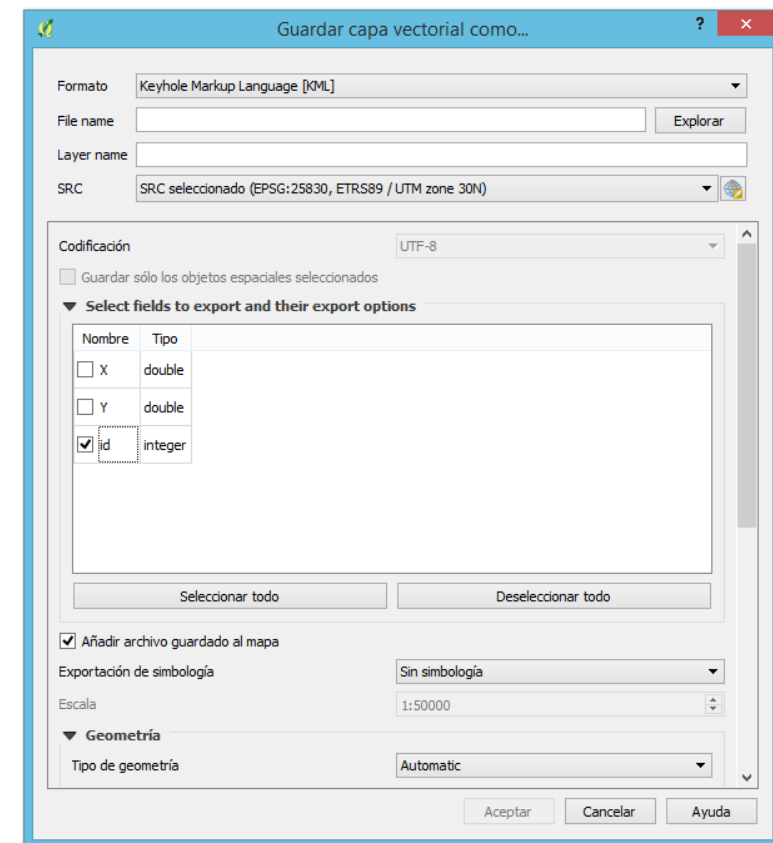 Guardar capa vectorial como...
?
×
Formato Keyhole Markup Language [KML]
File name Explorar
Layer name
SRC SRC seleccionado (EPSG:25830, ETRS89 / UTM zone 30N)
Codificación UTF-8
Guardar sólo los objetos espaciales seleccionados
Select fields to export and their export options
Nombre Tipo
X double
Y double
id integer
Seleccionar todo Deseleccionar todo
Añadir archivo guardado al mapa
Exportación de simbología Sin simbología
Escala 1:50000
Geometría
Tipo de geometría Automatic
Aceptar Cancelar Ayuda